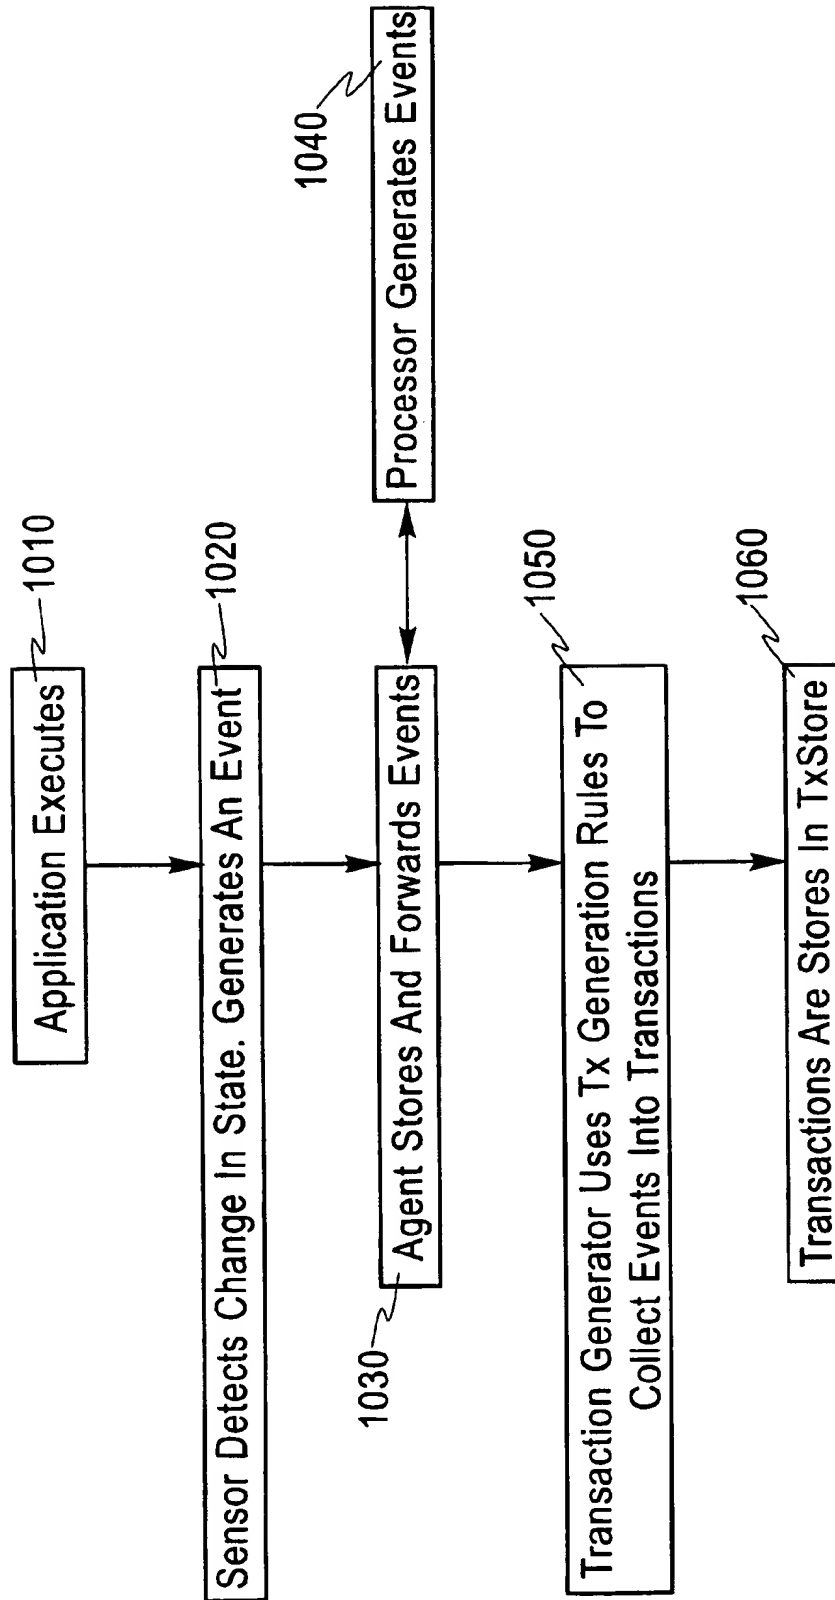 Application Executes
1010
Sensor Detects Change In State. Generates An Event
1020
Agent Stores And Forwards Events
1030
Processor Generates Events
1040
Transaction Generator Uses Tx Generation Rules To
Collect Events Into Transactions
1050
Transactions Are Stores In TxStore
1060